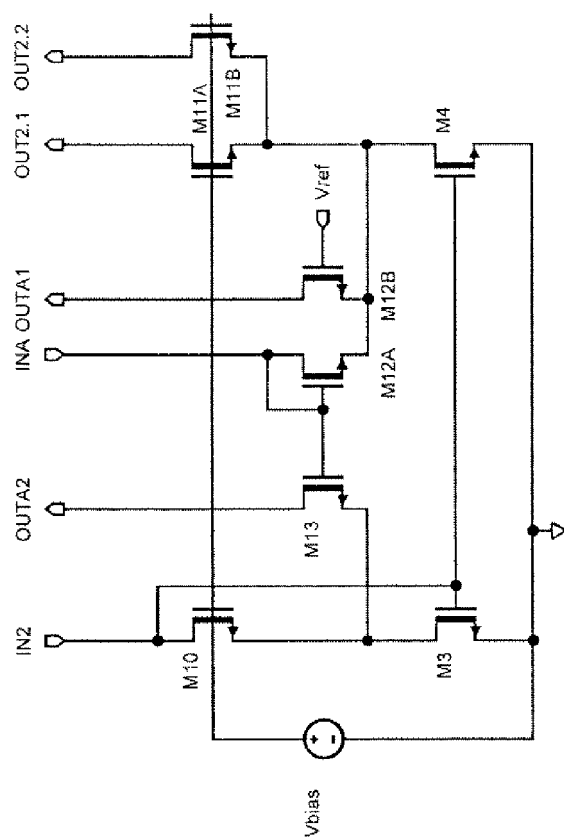 IN2
OUTA2
INA
OUTA1
OUT2.1
OUT2.2
M10
M11A
M11B
Vref
M13
M12A
M12B
Vbias
+
-
M3
M4